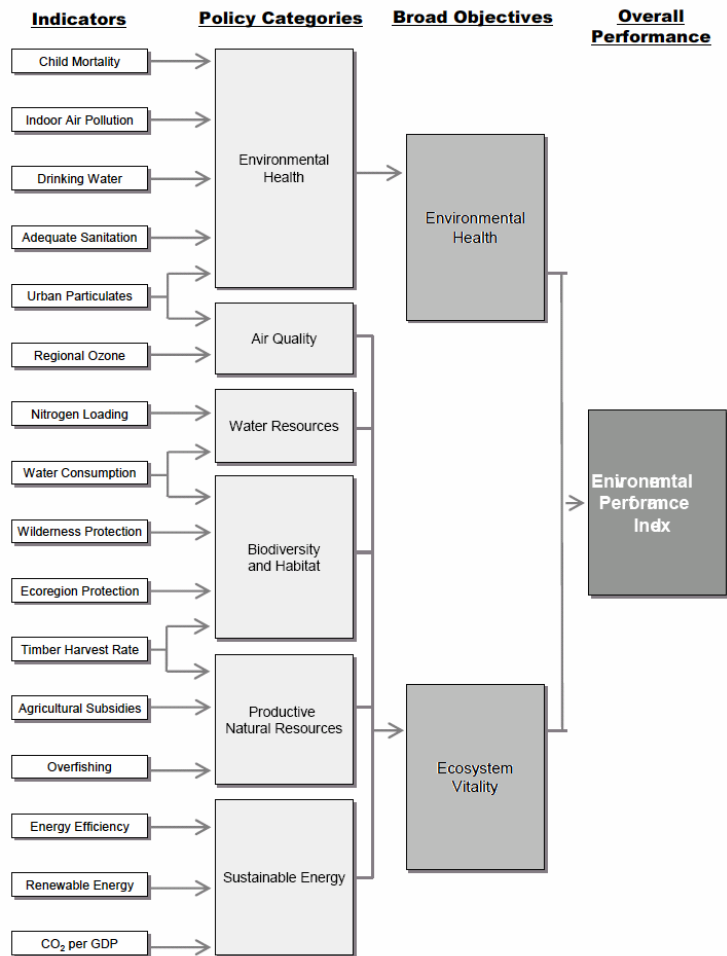 Indicators
Policy Categories
Broad Objectives
Overall
Performance
Child Mortality
Indoor Air Pollution
Drinking Water
Adequate Sanitation
Urban Particulates
Regional Ozone
Nitrogen Loading
Water Consumption
Wilderness Protection
Ecoregion Protection
Timber Harvest Rate
Agricultural Subsidies
Overfishing
Energy Efficiency
Renewable Energy
CO₂ per GDP
Environmental
Health
Air Quality
Water Resources
Biodiversity
and Habitat
Productive
Natural Resources
Sustainable Energy
Environmental
Health
Ecosystem
Vitality
Environmental
Performance
Index